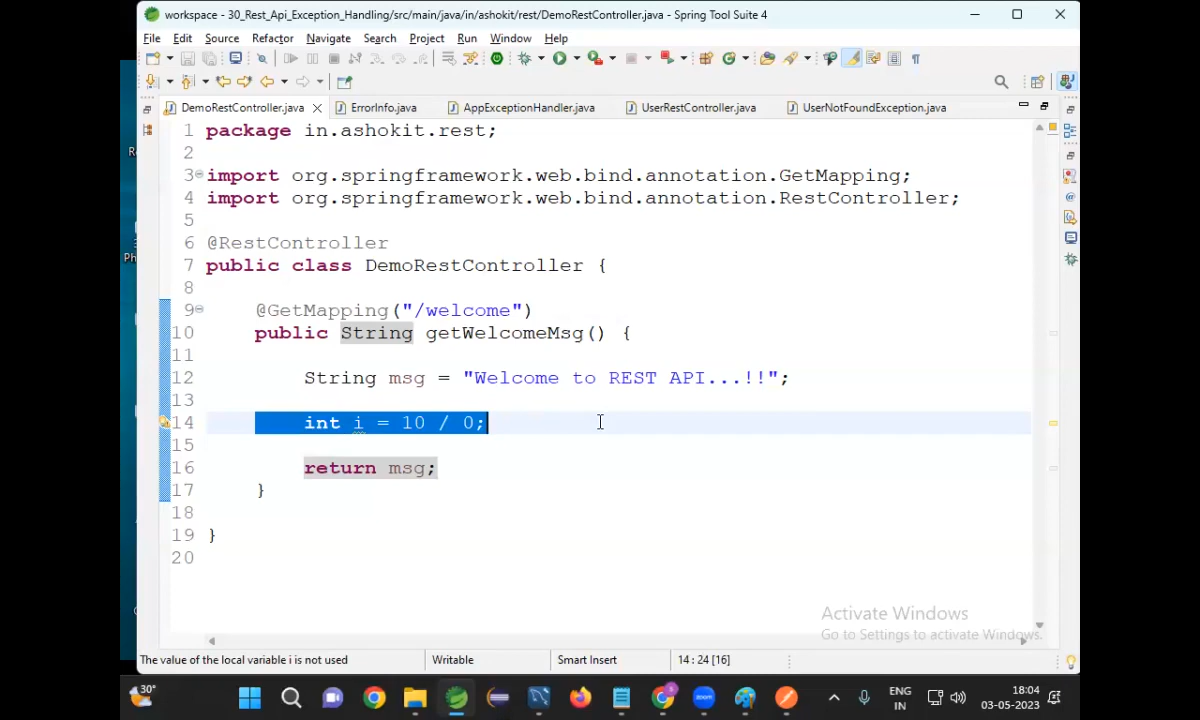 workspace - 30_Rest_Api_Exception_Handling/src/main/java/in/ashokit/rest/DemoRestController.java - Spring Tool Suite 4
File Edit Source Refactor Navigate Search Project Run Window Help
DemoRestController.java ErrorInfo.java AppExceptionHandler.java UserRestController.java UserNotFoundException.java
1 package in.ashokit.rest;
2
3 import org.springframework.web.bind.annotation.GetMapping;
4 import org.springframework.web.bind.annotation.RestController;
5
6 @RestController
7 public class DemoRestController {
8
9 @GetMapping("/welcome")
10 public String getWelcomeMsg() {
11
12 String msg = "Welcome to REST API...!!";
13
14 int i = 10 / 0;
15
16 return msg;
17 }
18
19 }
20
Activate Windows
Go to Settings to activate Windows.
The value of the local variable i is not used Writable Smart Insert 14 : 24 [16]
30° ENG IN 18:04 03-05-2023